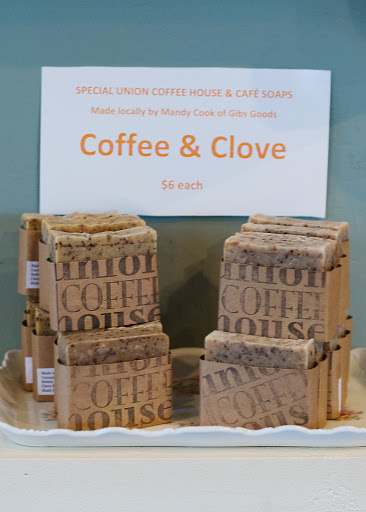 SPECIAL UNION COFFEE HOUSE & CAFÉ SOAPS
Made locally by Mandy Cook of Gibs Goods
Coffee & Clove
$6 each
union
COFFEE
house
union
COFFEE
house
union
COFFEE
house
union
COFFEE
house